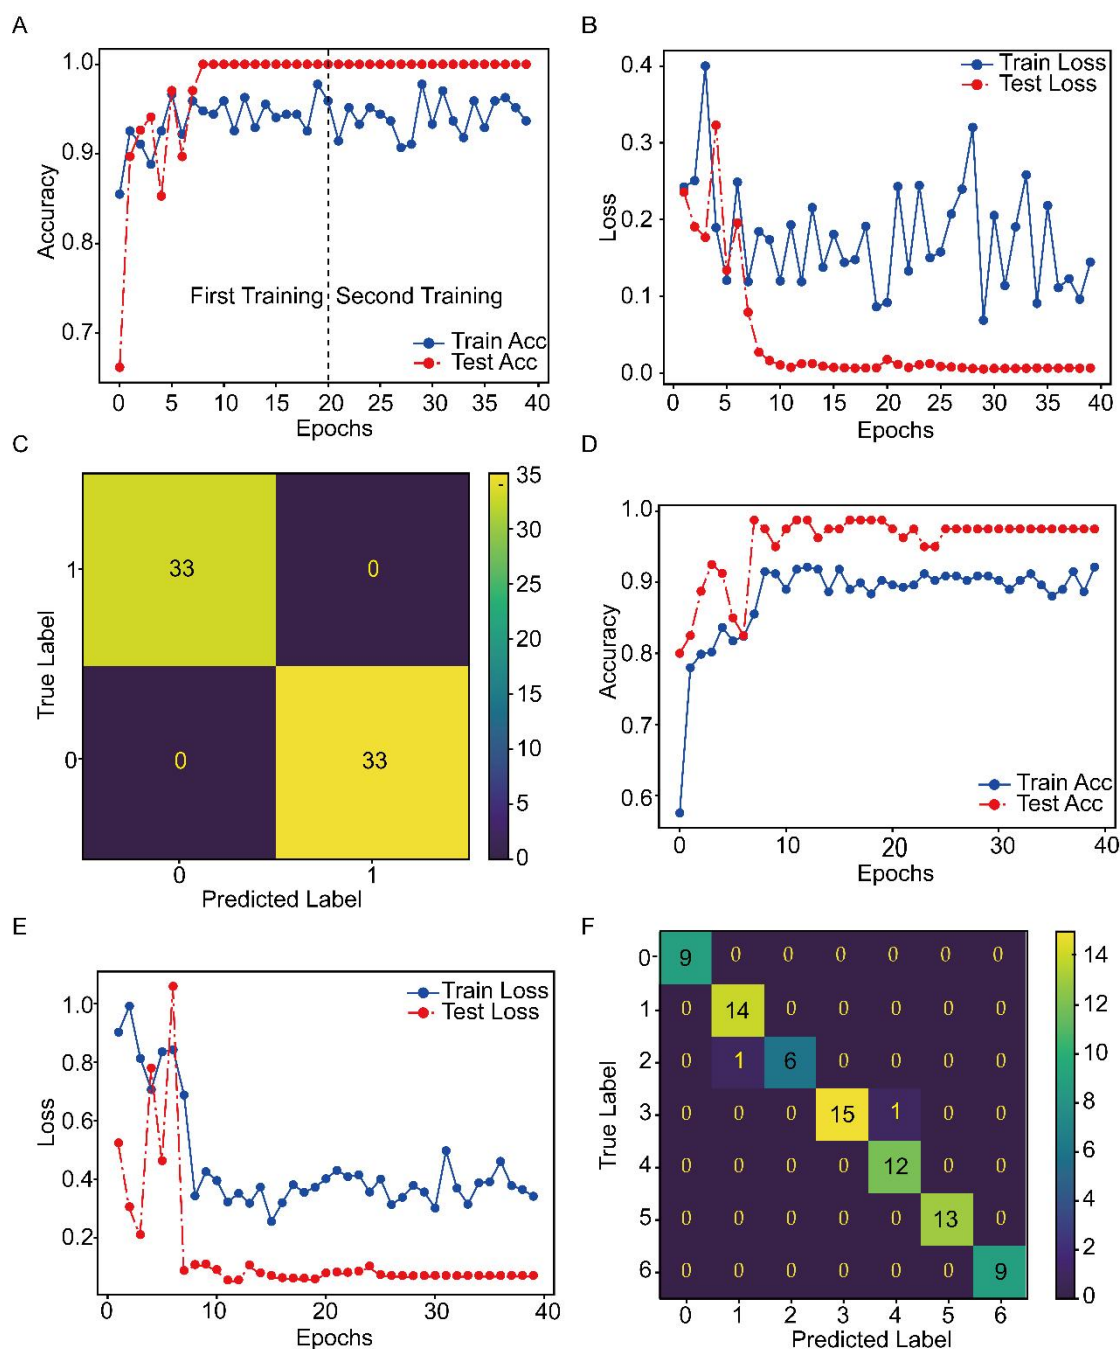 A
1.0
0.9
0.8
0.7
Accuracy
First Training
Second Training
Train Acc
Test Acc
0 5 10 15 20 25 30 35 40
Epochs
B
0.4
0.3
0.2
0.1
0.0
Loss
Train Loss
Test Loss
0 5 10 15 20 25 30 35 40
Epochs
C
1
0
True Label
33 0
0 33
0 1
Predicted Label
35
30
25
20
15
10
5
0
D
1.0
0.9
0.8
0.7
0.6
Accuracy
Train Acc
Test Acc
0 10 20 30 40
Epochs
E
1.0
0.8
0.6
0.4
0.2
Loss
Train Loss
Test Loss
0 10 20 30 40
Epochs
F
True Label
0 9 0 0 0 0 0 0
1 0 14 0 0 0 0 0
2 0 1 6 0 0 0 0
3 0 0 0 15 1 0 0
4 0 0 0 0 12 0 0
5 0 0 0 0 0 13 0
6 0 0 0 0 0 0 9
0 1 2 3 4 5 6
Predicted Label
14
12
10
8
6
4
2
0